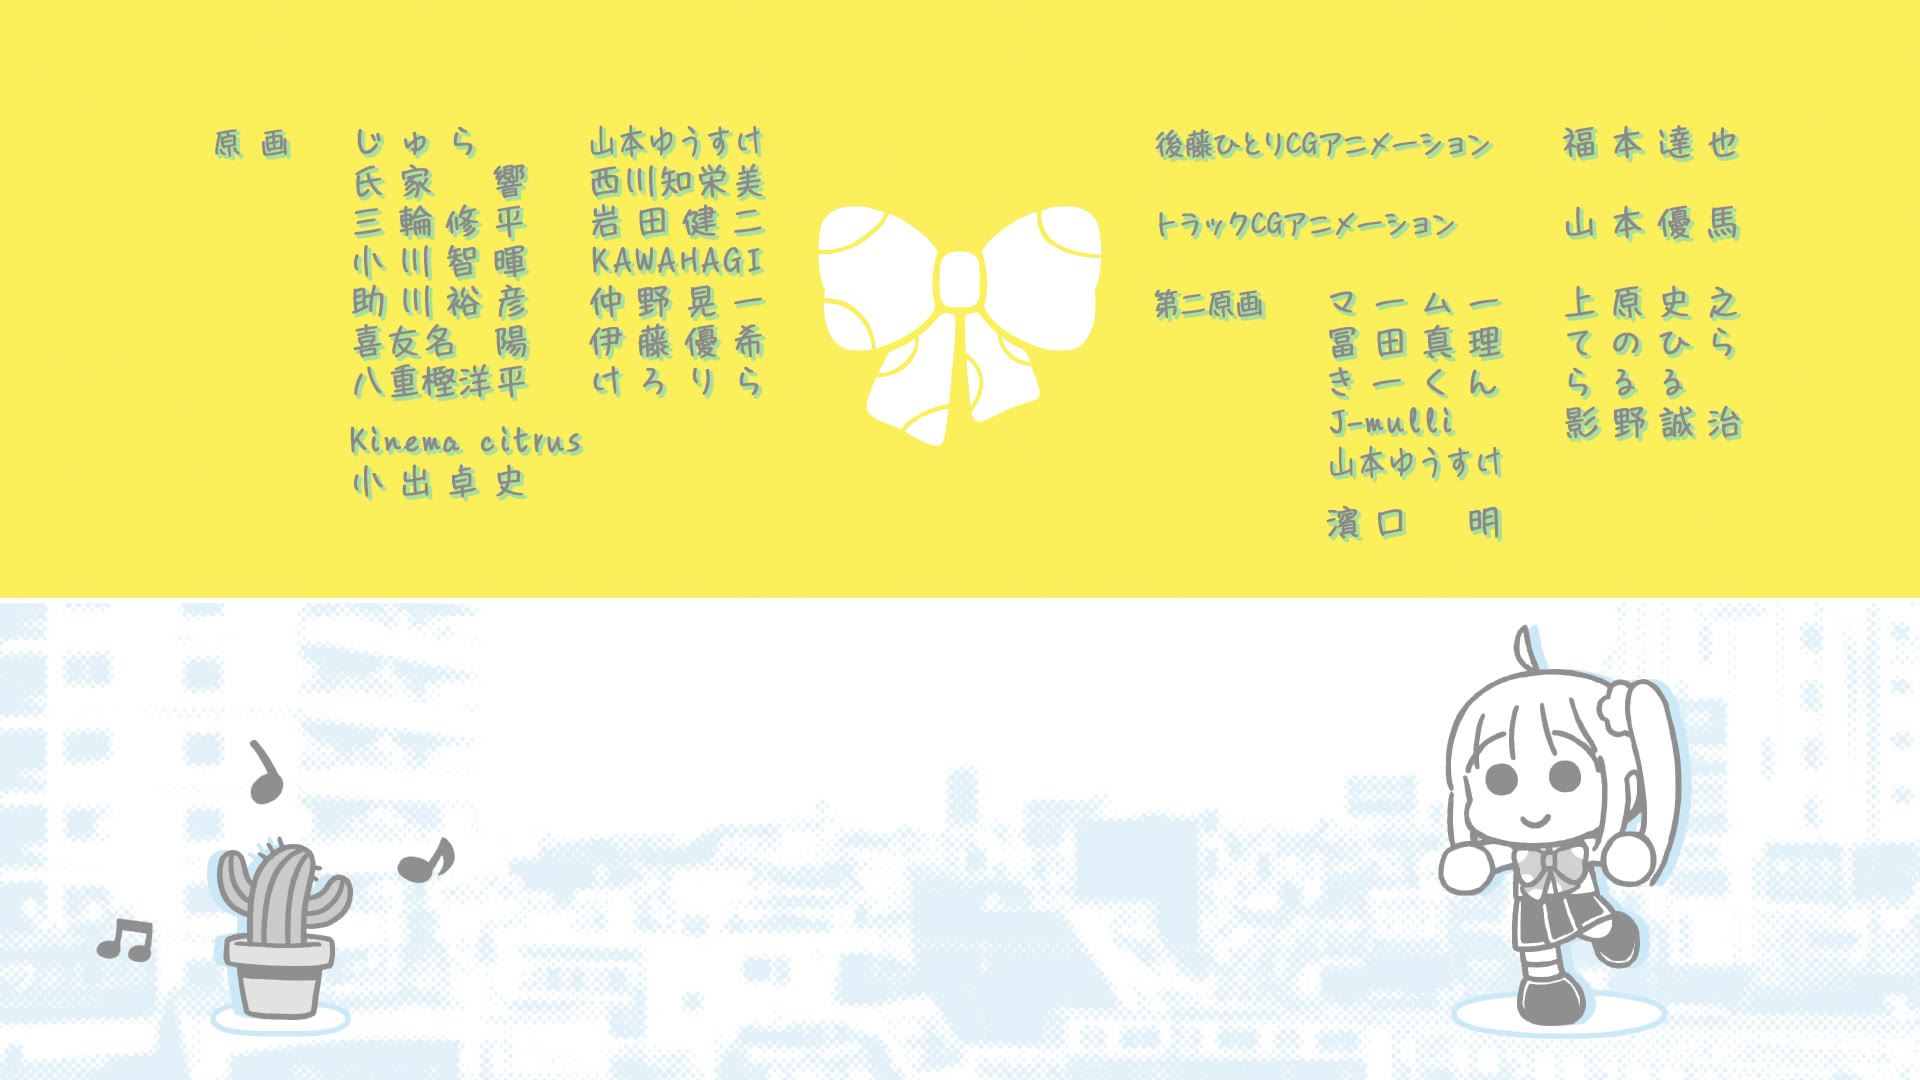 原画 じゅら 山本ゆうすけ
氏家 響 西川知栄美
三輪修平 岩田健二
小川智暉 KAWAHAGI
助川裕彦 仲野晃一
喜友名 陽 伊藤優希
八重樫洋平 けろりら
Kinema citrus
小出卓史
後藤ひとりCGアニメーション 福本達也
トラックCGアニメーション 山本優馬
第二原画 マームー 上原史之
冨田真理 てのひら
きーくん らるる
J-mulli 影野誠治
山本ゆうすけ
濱口 明